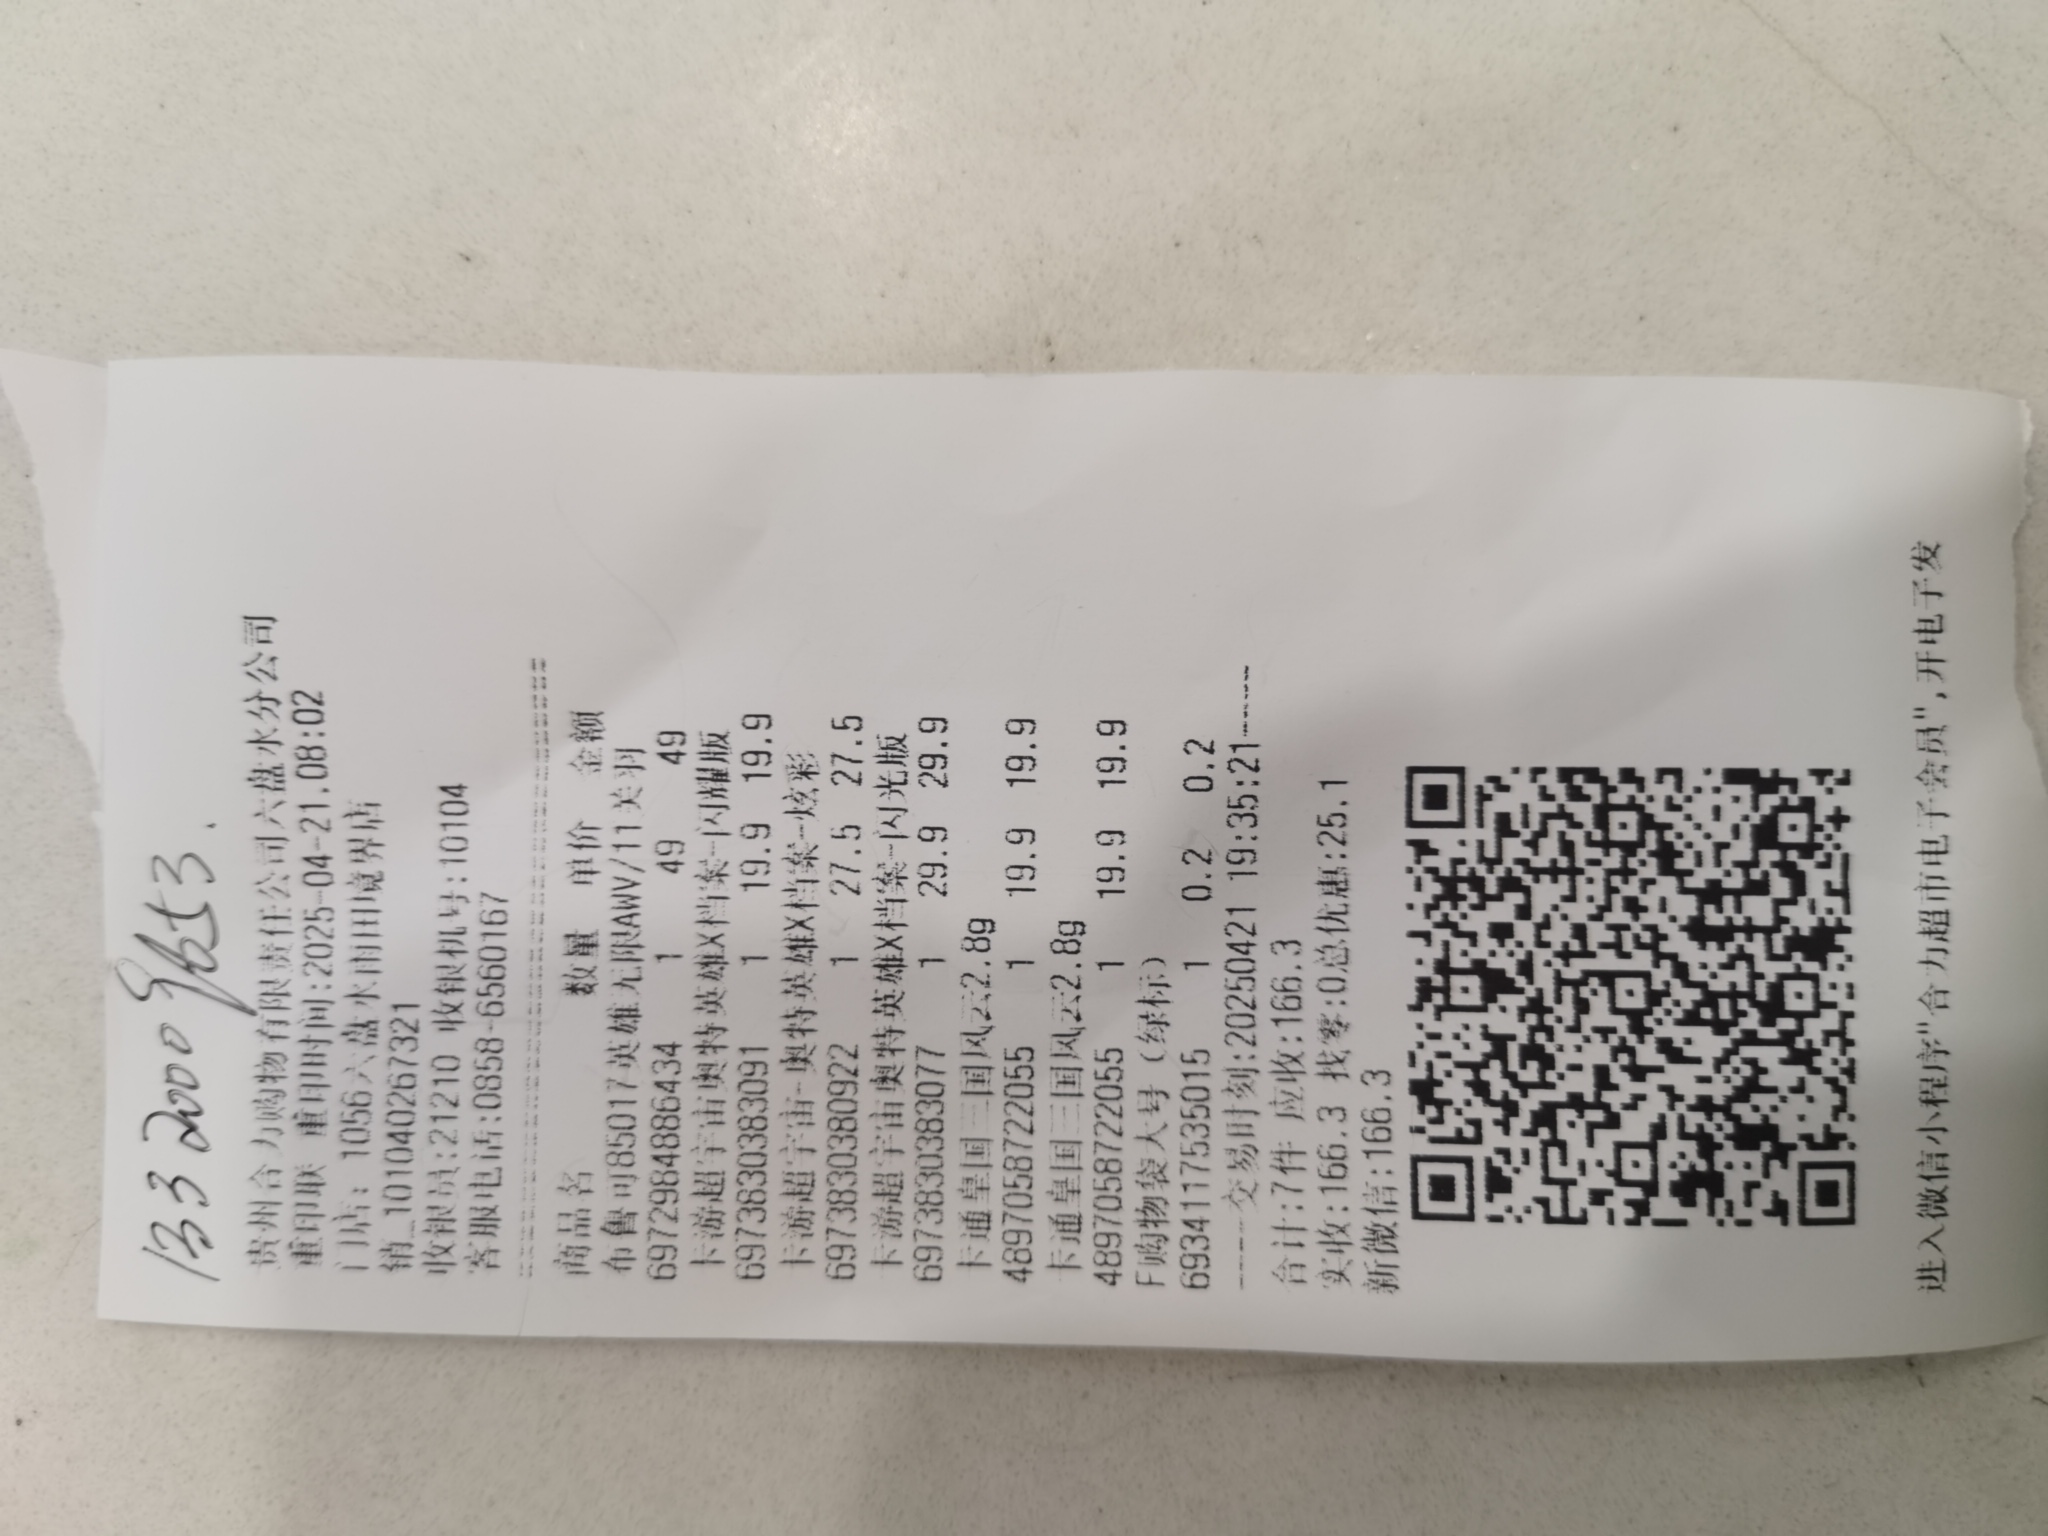 1332000
贵州合力购物有限责任公司六盘水分公司
重印联 重印时间:2025-04-21.08:02
门店: 1056六盘水雨田境界店
销_1010402673​21
收银员:21210 收银机号:10104
客服电话:0858-6560167
商品名 数量 单价 金额
布鲁可85017英雄无限AWV/11关羽
6972984886434 1 49 49
卡游超宇宙奥特英雄X档案-闪耀版
6973630383091 1 19.9 19.9
卡游超宇宙-奥特英雄X档案-炫彩
6973830380922 1 27.5 27.5
卡游超宇宙奥特英雄X档案-闪光版
6973830383077 1 29.9 29.9
卡通皇国三国风云2.8g
4897058722055 1 19.9 19.9
卡通皇国三国风云2.8g
4897058722055 1 19.9 19.9
F购物袋大号(绿标)
6934117535015 1 0.2 0.2
-----交易时刻:20250421 19:35:21-----
合计:7件 应收:166.3
实收:166.3 找零:0总优惠:25.1
新微信:166.3
进入微信小程序"合力超市电子会员",开电子发